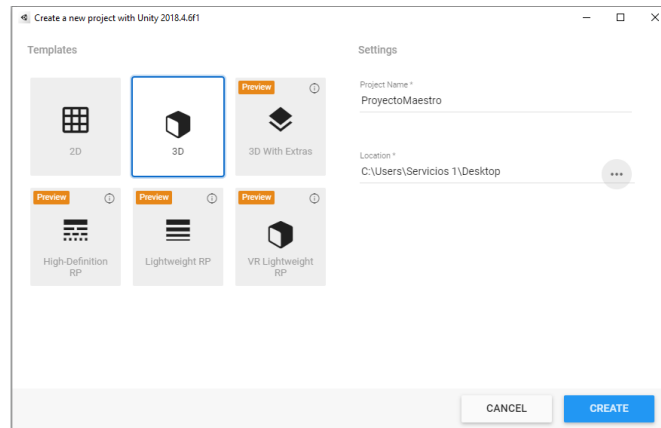 Create a new project with Unity 2018.4.6f1
Templates
Settings
2D
3D
Preview
3D With Extras
Preview
High-Definition
RP
Preview
Lightweight RP
Preview
VR Lightweight
RP
Project Name *
ProyectoMaestro
Location *
C:\Users\Servicios 1\Desktop
CANCEL
CREATE